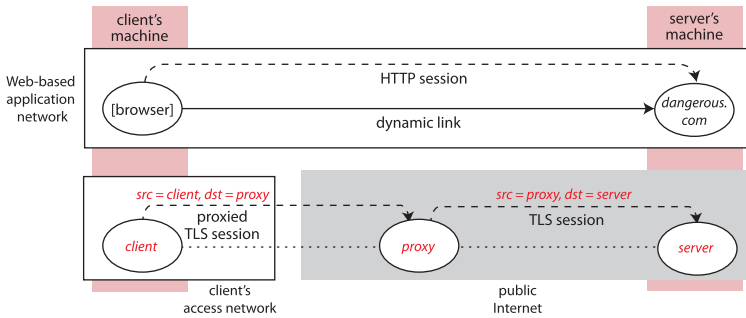 client's
machine
server's
machine
Web-based
application
network
HTTP session
[browser]
dynamic link
dangerous.
com
src = client, dst = proxy
src = proxy, dst = server
proxied
TLS session
TLS session
client
proxy
server
client's
access network
public
Internet